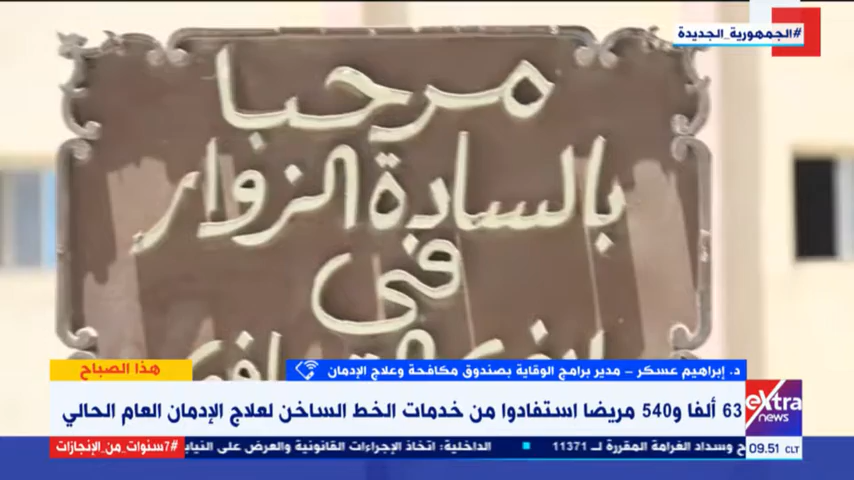 #الجمهورية_الجديدة
مرحبا
بالسادة الزوار
في
هذا الصباح
د. إبراهيم عسكر – مدير برامج الوقاية بصندوق مكافحة وعلاج الإدمان
63 ألفا و540 مريضا استفادوا من خدمات الخط الساخن لعلاج الإدمان العام الحالي
eXtra
news
09.51 CLT
ح وسداد الغرامة المقررة لـ 11371
الداخلية: اتخاذ الإجراءات القانونية والعرض على
#7سنوات_من_الإنجازات